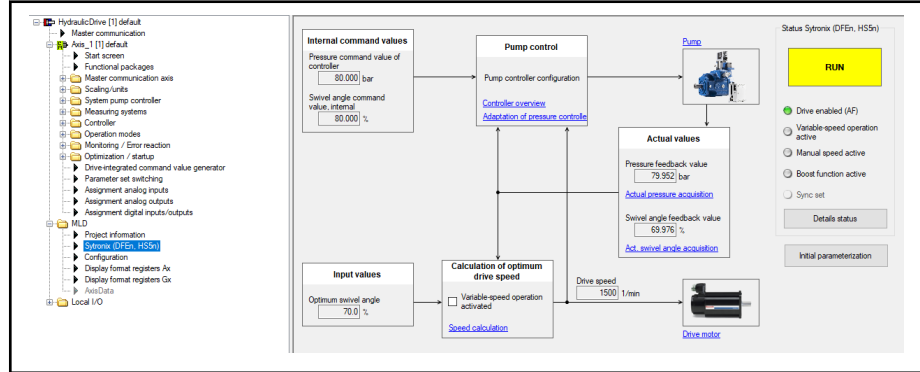 HydraulicDrive [1] default
Master communication
Axis_1 [1] default
Start screen
Functional packages
Master communication axis
Scaling/units
System pump controller
Measuring systems
Controller
Operation modes
Monitoring / Error reaction
Optimization / startup
Drive-integrated command value generator
Parameter set switching
Assignment analog inputs
Assignment analog outputs
Assignment digital inputs/outputs
MLD
Project information
Sytronix (DFEn, HS5n)
Configuration
Display format registers Ax
Display format registers Gx
AxisData
Local I/O
Internal command values
Pressure command value of
controller
80.000 bar
Swivel angle command
value, internal
80.000 %
Pump control
Pump controller configuration
Controller overview
Adaptation of pressure controlle
Pump
Actual values
Pressure feedback value
79.952 bar
Actual pressure acquisition
Swivel angle feedback value
69.976 %
Act. swivel angle acquisition
Input values
Optimum swivel angle
70.0 %
Calculation of optimum
drive speed
Variable-speed operation
activated
Speed calculation
Drive speed
1500 1/min
Drive motor
Status Sytronix (DFEn, HS5n)
RUN
Drive enabled (AF)
Variable-speed operation
active
Manual speed active
Boost function active
Sync set
Details status
Initial parameterization